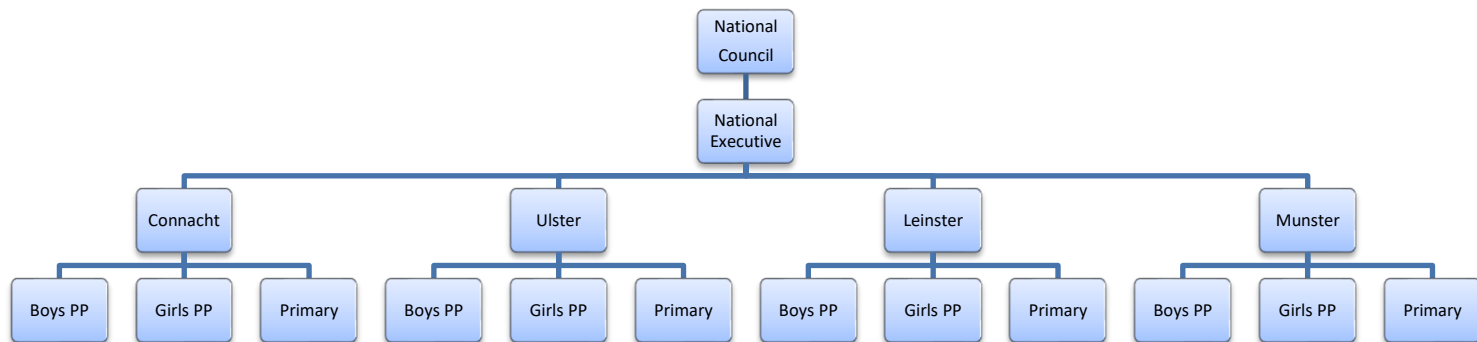 National
Council
National
Executive
Connacht
Ulster
Leinster
Munster
Boys PP
Girls PP
Primary
Boys PP
Girls PP
Primary
Boys PP
Girls PP
Primary
Boys PP
Girls PP
Primary